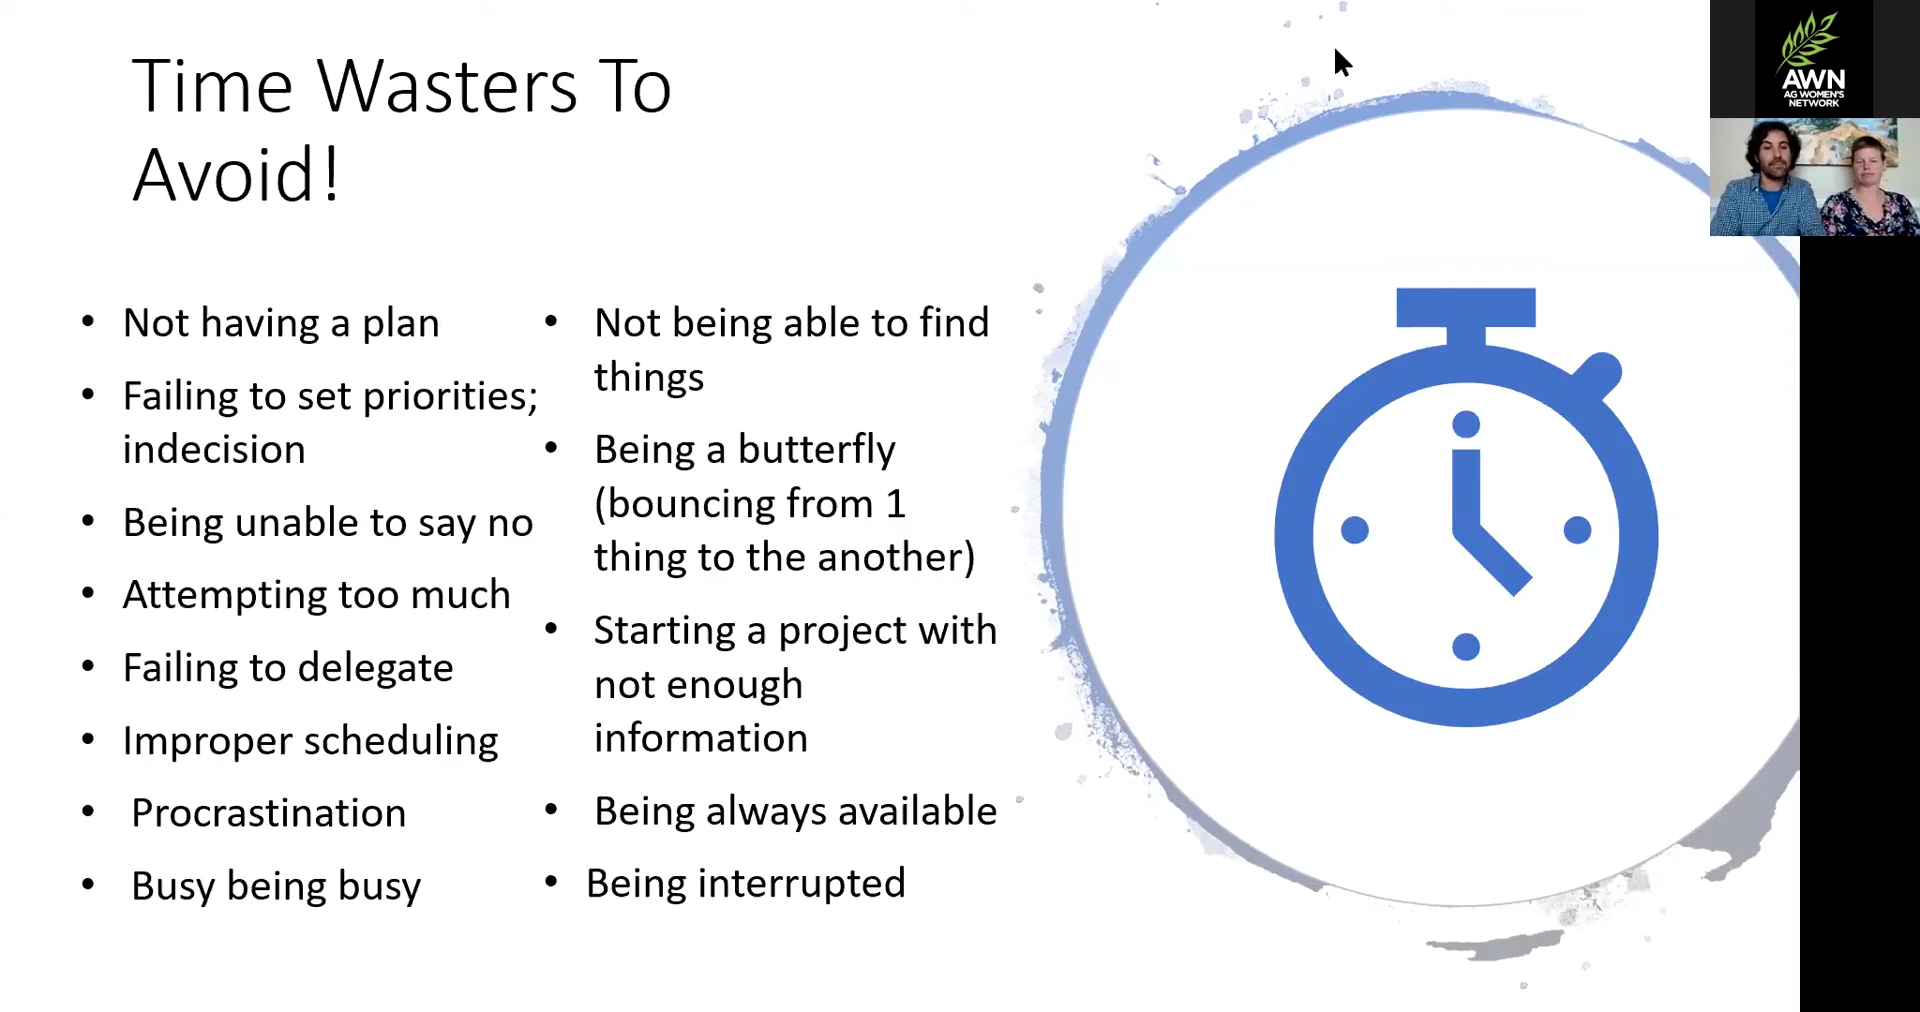 Time Wasters To
Avoid!
• Not having a plan
• Failing to set priorities;
indecision
• Being unable to say no
• Attempting too much
• Failing to delegate
• Improper scheduling
• Procrastination
• Busy being busy
• Not being able to find
things
• Being a butterfly
(bouncing from 1
thing to the another)
• Starting a project with
not enough
information
• Being always available
• Being interrupted
AWN
AG WOMEN'S
NETWORK